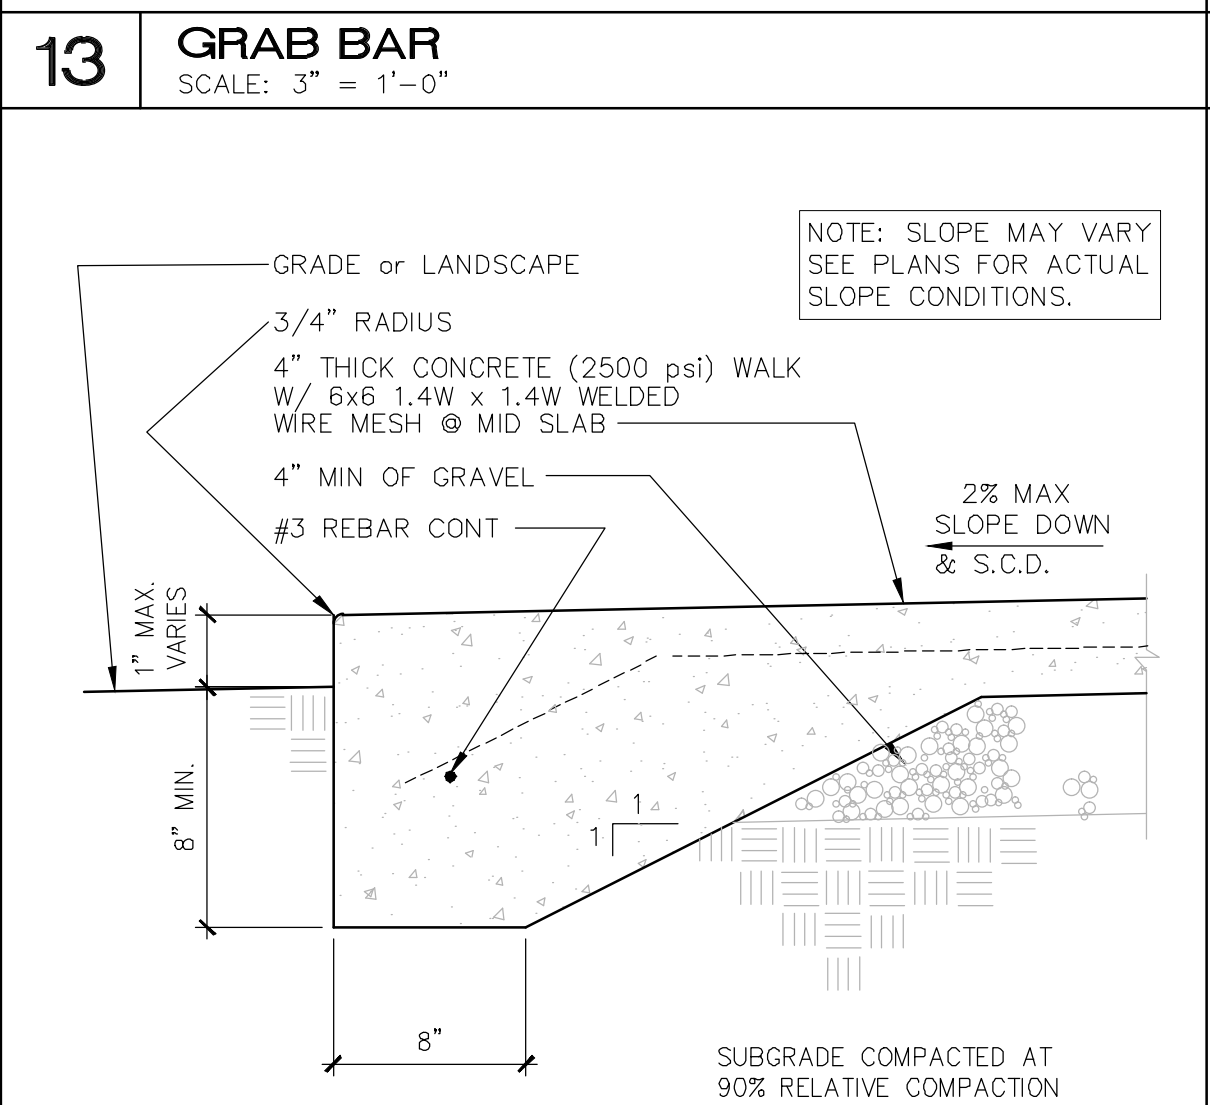 13
GRAB BAR
SCALE: 3" = 1'-0"
NOTE: SLOPE MAY VARY
SEE PLANS FOR ACTUAL
SLOPE CONDITIONS.
GRADE or LANDSCAPE
3/4" RADIUS
4" THICK CONCRETE (2500 psi) WALK
W/ 6x6 1.4W x 1.4W WELDED
WIRE MESH @ MID SLAB
4" MIN OF GRAVEL
#3 REBAR CONT
2% MAX
SLOPE DOWN
& S.C.D.
1" MAX.
VARIES
8" MIN.
1
1
8"
SUBGRADE COMPACTED AT
90% RELATIVE COMPACTION